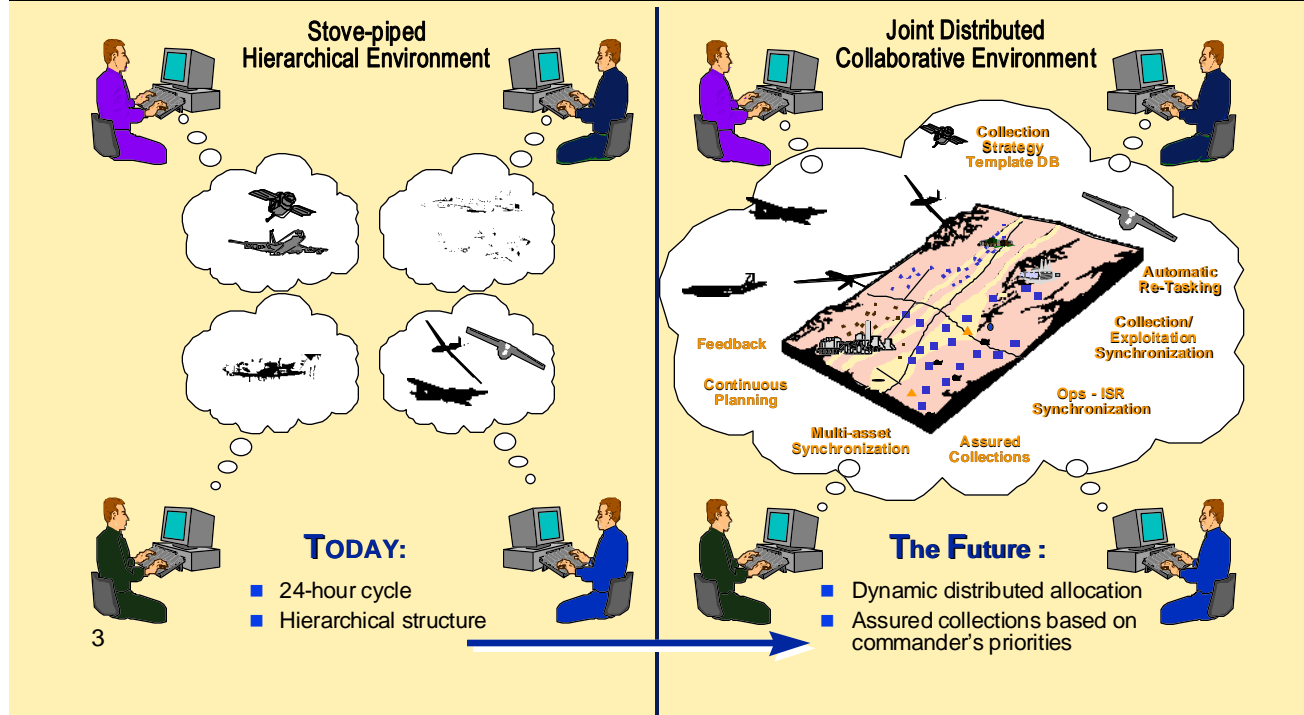 Stove-piped
Hierarchical Environment
TODAY:
24-hour cycle
Hierarchical structure
3
Joint Distributed
Collaborative Environment
Collection
Strategy
Template DB
Automatic
Re-Tasking
Collection/
Exploitation
Synchronization
Feedback
Continuous
Planning
Ops - ISR
Synchronization
Multi-asset
Synchronization
Assured
Collections
The Future :
Dynamic distributed allocation
Assured collections based on
commander's priorities